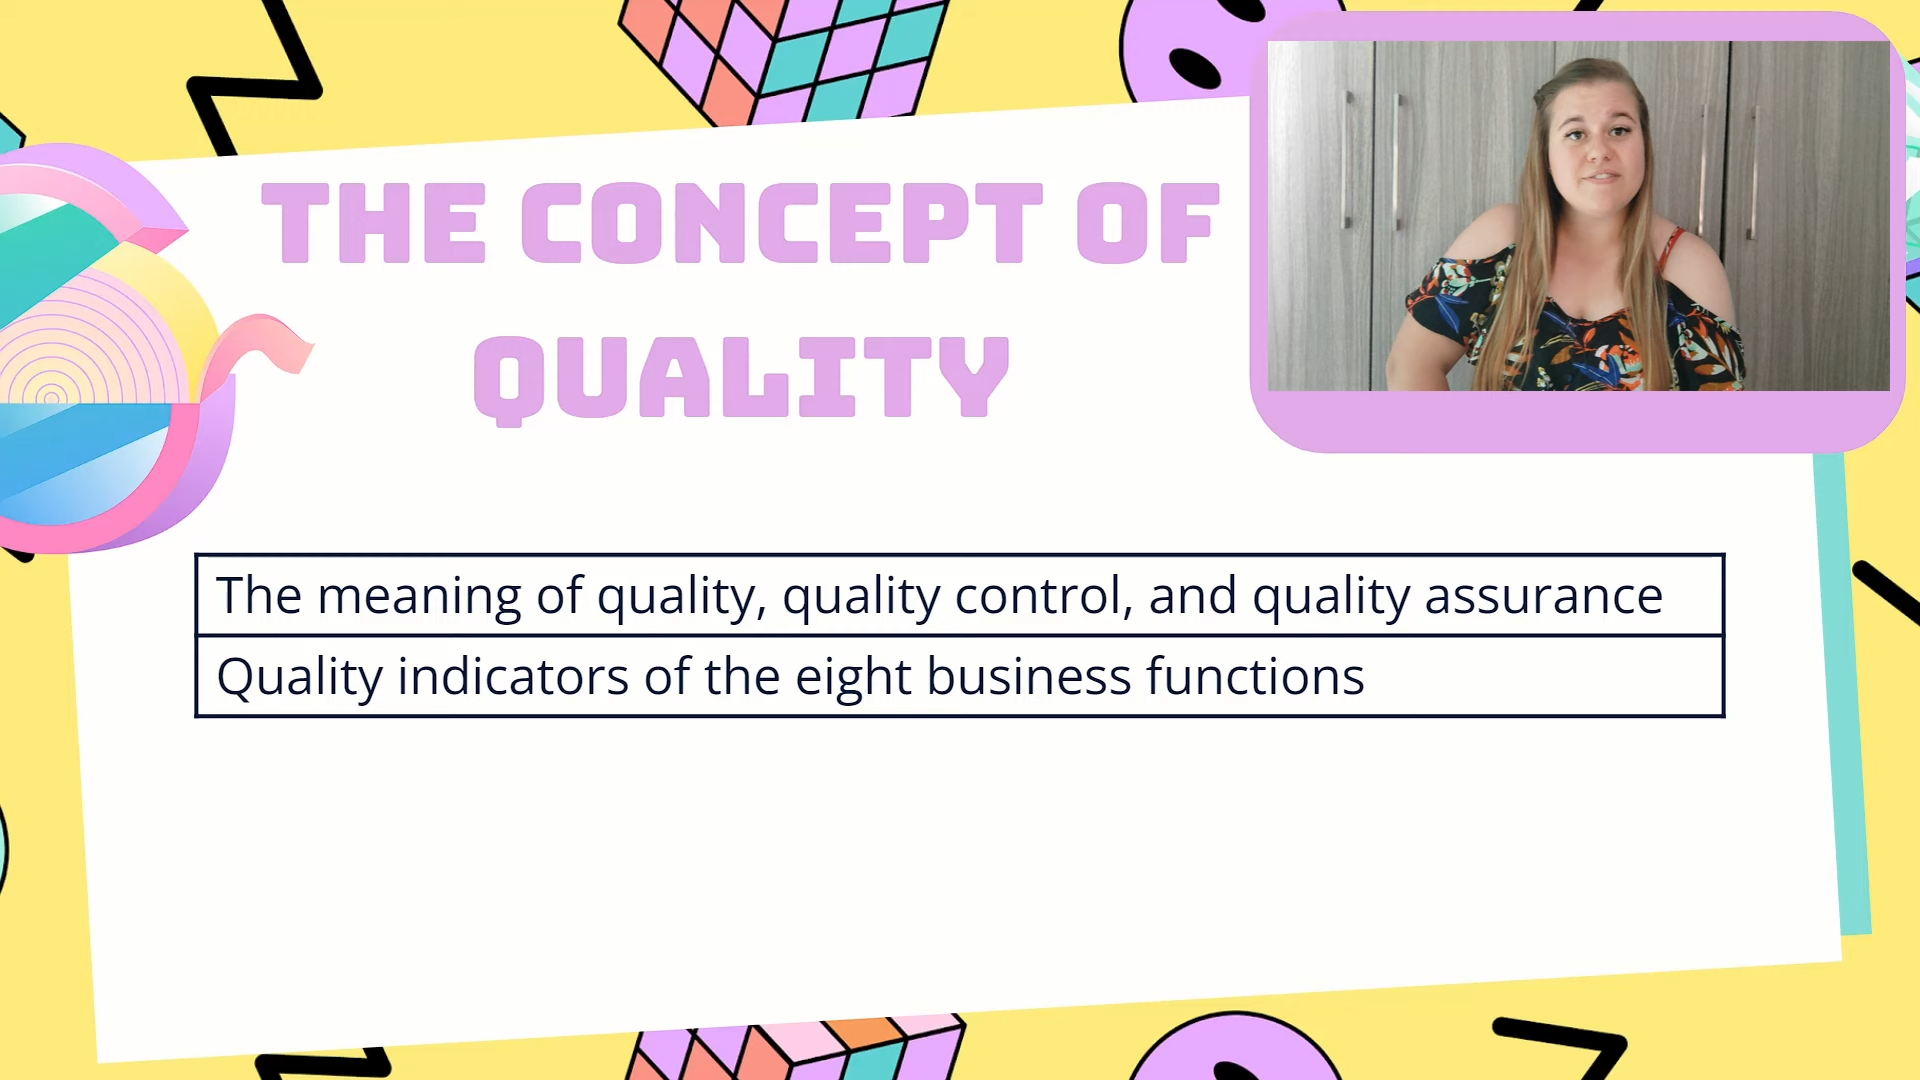 THE CONCEPT OF
QUALITY
The meaning of quality, quality control, and quality assurance
Quality indicators of the eight business functions